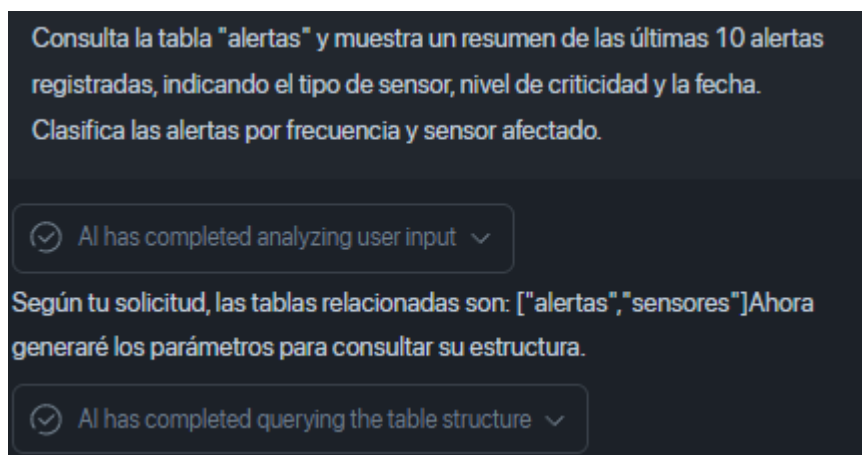 Consulta la tabla "alertas" y muestra un resumen de las últimas 10 alertas
registradas, indicando el tipo de sensor, nivel de criticidad y la fecha.
Clasifica las alertas por frecuencia y sensor afectado.
AI has completed analyzing user input
Según tu solicitud, las tablas relacionadas son: ["alertas","sensores"]Ahora
generaré los parámetros para consultar su estructura.
AI has completed querying the table structure